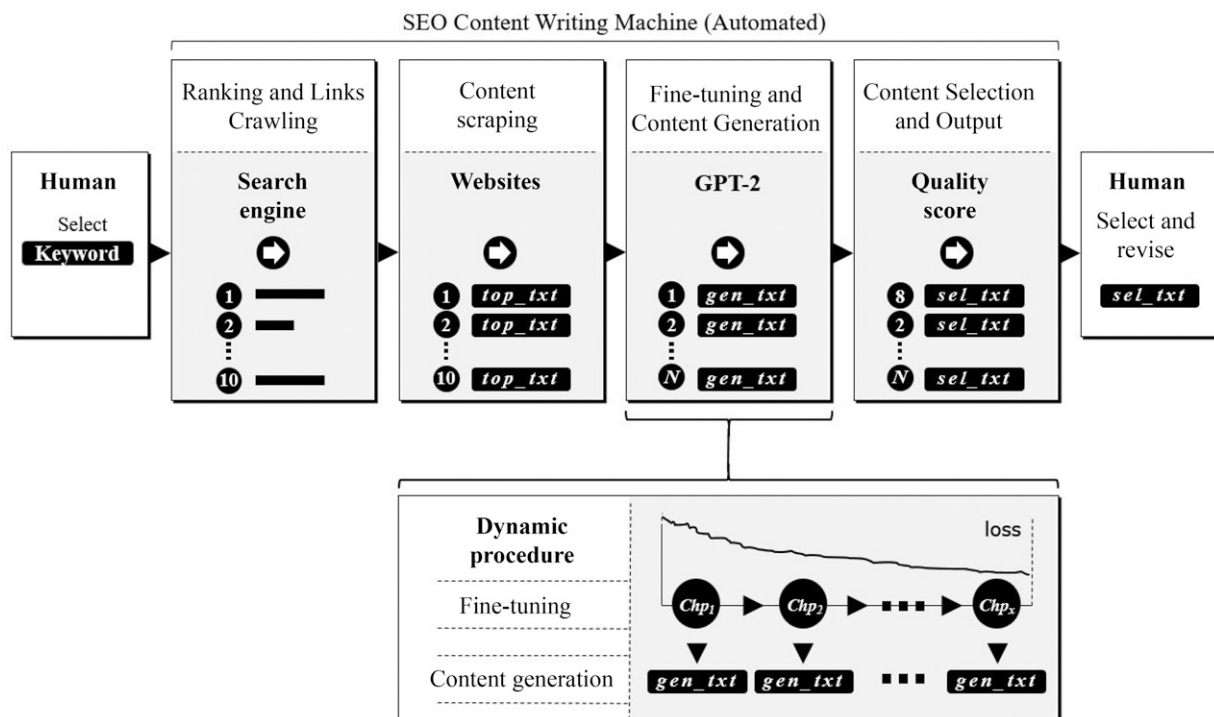 SEO Content Writing Machine (Automated)
Human
Select
Keyword
Ranking and Links
Crawling
Search
engine
1
2
10
Content
scraping
Websites
1 top_txt
2 top_txt
10 top_txt
Fine-tuning and
Content Generation
GPT-2
1 gen_txt
2 gen_txt
N gen_txt
Content Selection
and Output
Quality
score
8 sel_txt
2 sel_txt
N sel_txt
Human
Select and
revise
sel_txt
Dynamic
procedure
loss
Fine-tuning
Chp1 Chp2 Chpx
Content generation
gen_txt gen_txt gen_txt